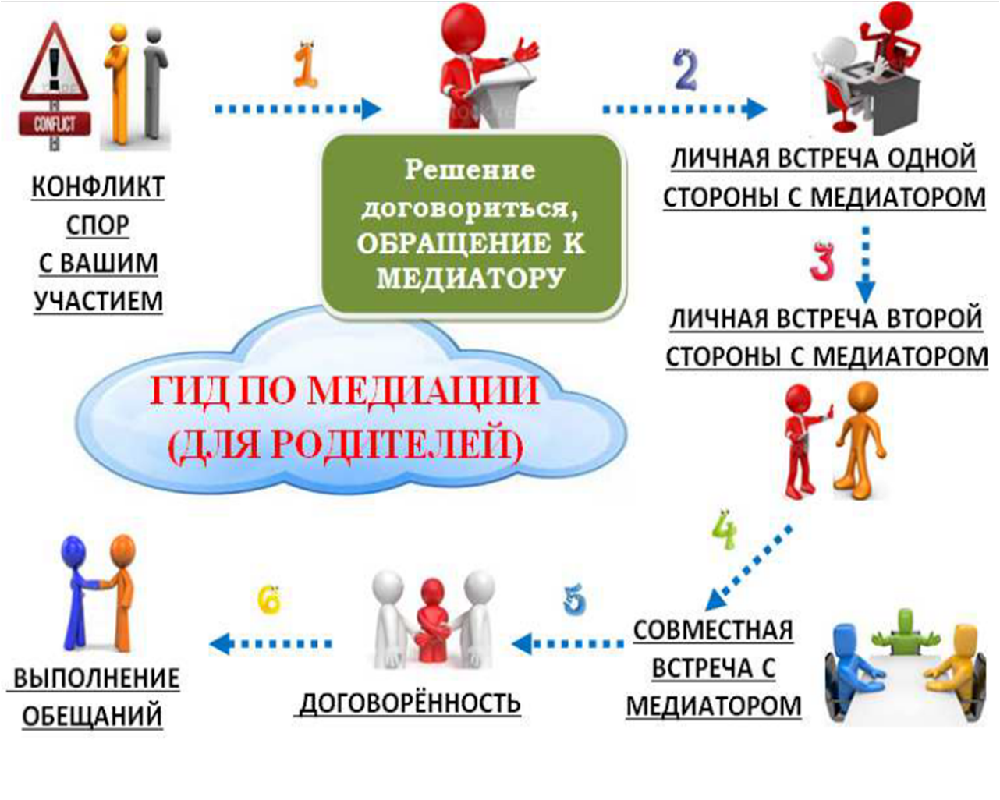 CONFLICT
КОНФЛИКТ
СПОР
С ВАШИМ
УЧАСТИЕМ
1
Решение
договориться,
ОБРАЩЕНИЕ К
МЕДИАТОРУ
2
ЛИЧНАЯ ВСТРЕЧА ОДНОЙ
СТОРОНЫ С МЕДИАТОРОМ
3
ЛИЧНАЯ ВСТРЕЧА ВТОРОЙ
СТОРОНЫ С МЕДИАТОРОМ
ГИД ПО МЕДИАЦИИ
(ДЛЯ РОДИТЕЛЕЙ)
4
СОВМЕСТНАЯ
ВСТРЕЧА С
МЕДИАТОРОМ
5
ДОГОВОРЁННОСТЬ
6
ВЫПОЛНЕНИЕ
ОБЕЩАНИЙ